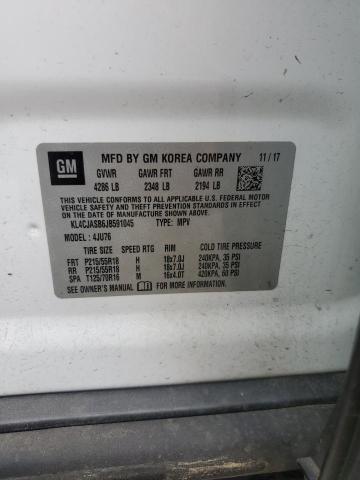 GM
MFD BY GM KOREA COMPANY 11/17
GVWR GAWR FRT GAWR RR
4286 LB 2348 LB 2194 LB
THIS VEHICLE CONFORMS TO ALL APPLICABLE U.S. FEDERAL MOTOR
VEHICLE SAFETY AND THEFT PREVENTION STANDARDS IN EFFECT
ON THE DATE OF MANUFACTURE SHOWN ABOVE.
KL4CJASB6JB591045 TYPE: MPV
MODEL : 4JU76
TIRE SIZE SPEED RTG RIM COLD TIRE PRESSURE
FRT P215/55R18 H 18x7.0J 240KPA, 35 PSI
RR P215/55R18 H 18x7.0J 240KPA, 35 PSI
SPA T125/70R16 M 16x4.0T 420KPA, 60 PSI
SEE OWNER'S MANUAL FOR MORE INFORMATION.